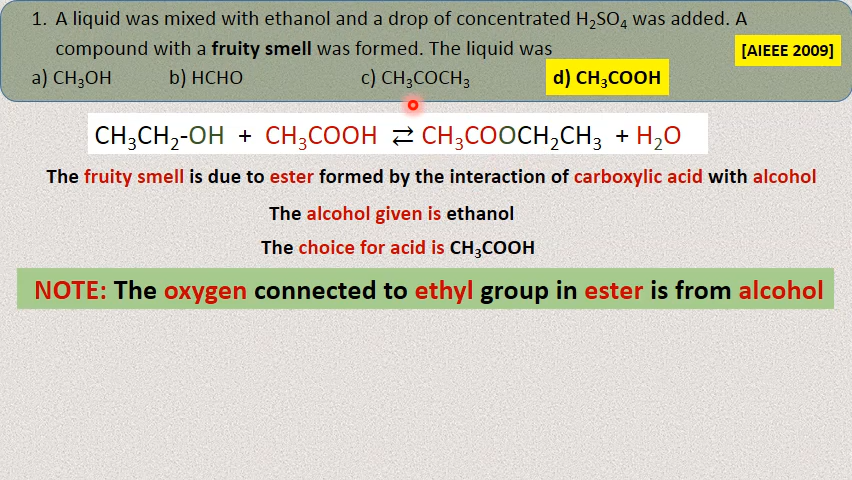 1. A liquid was mixed with ethanol and a drop of concentrated H₂SO₄ was added. A
compound with a fruity smell was formed. The liquid was
[AIEEE 2009]
a) CH₃OH b) HCHO c) CH₃COCH₃ d) CH₃COOH
CH₃CH₂-OH + CH₃COOH ⇄ CH₃COOCH₂CH₃ + H₂O
The fruity smell is due to ester formed by the interaction of carboxylic acid with alcohol
The alcohol given is ethanol
The choice for acid is CH₃COOH
NOTE: The oxygen connected to ethyl group in ester is from alcohol